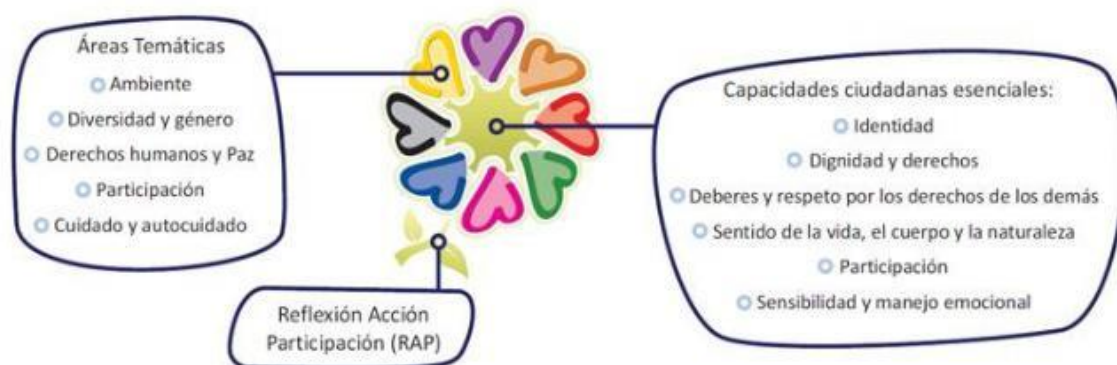 Áreas Temáticas
Ambiente
Diversidad y género
Derechos humanos y Paz
Participación
Cuidado y autocuidado
Reflexión Acción
Participación (RAP)
Capacidades ciudadanas esenciales:
Identidad
Dignidad y derechos
Deberes y respeto por los derechos de los demás
Sentido de la vida, el cuerpo y la naturaleza
Participación
Sensibilidad y manejo emocional